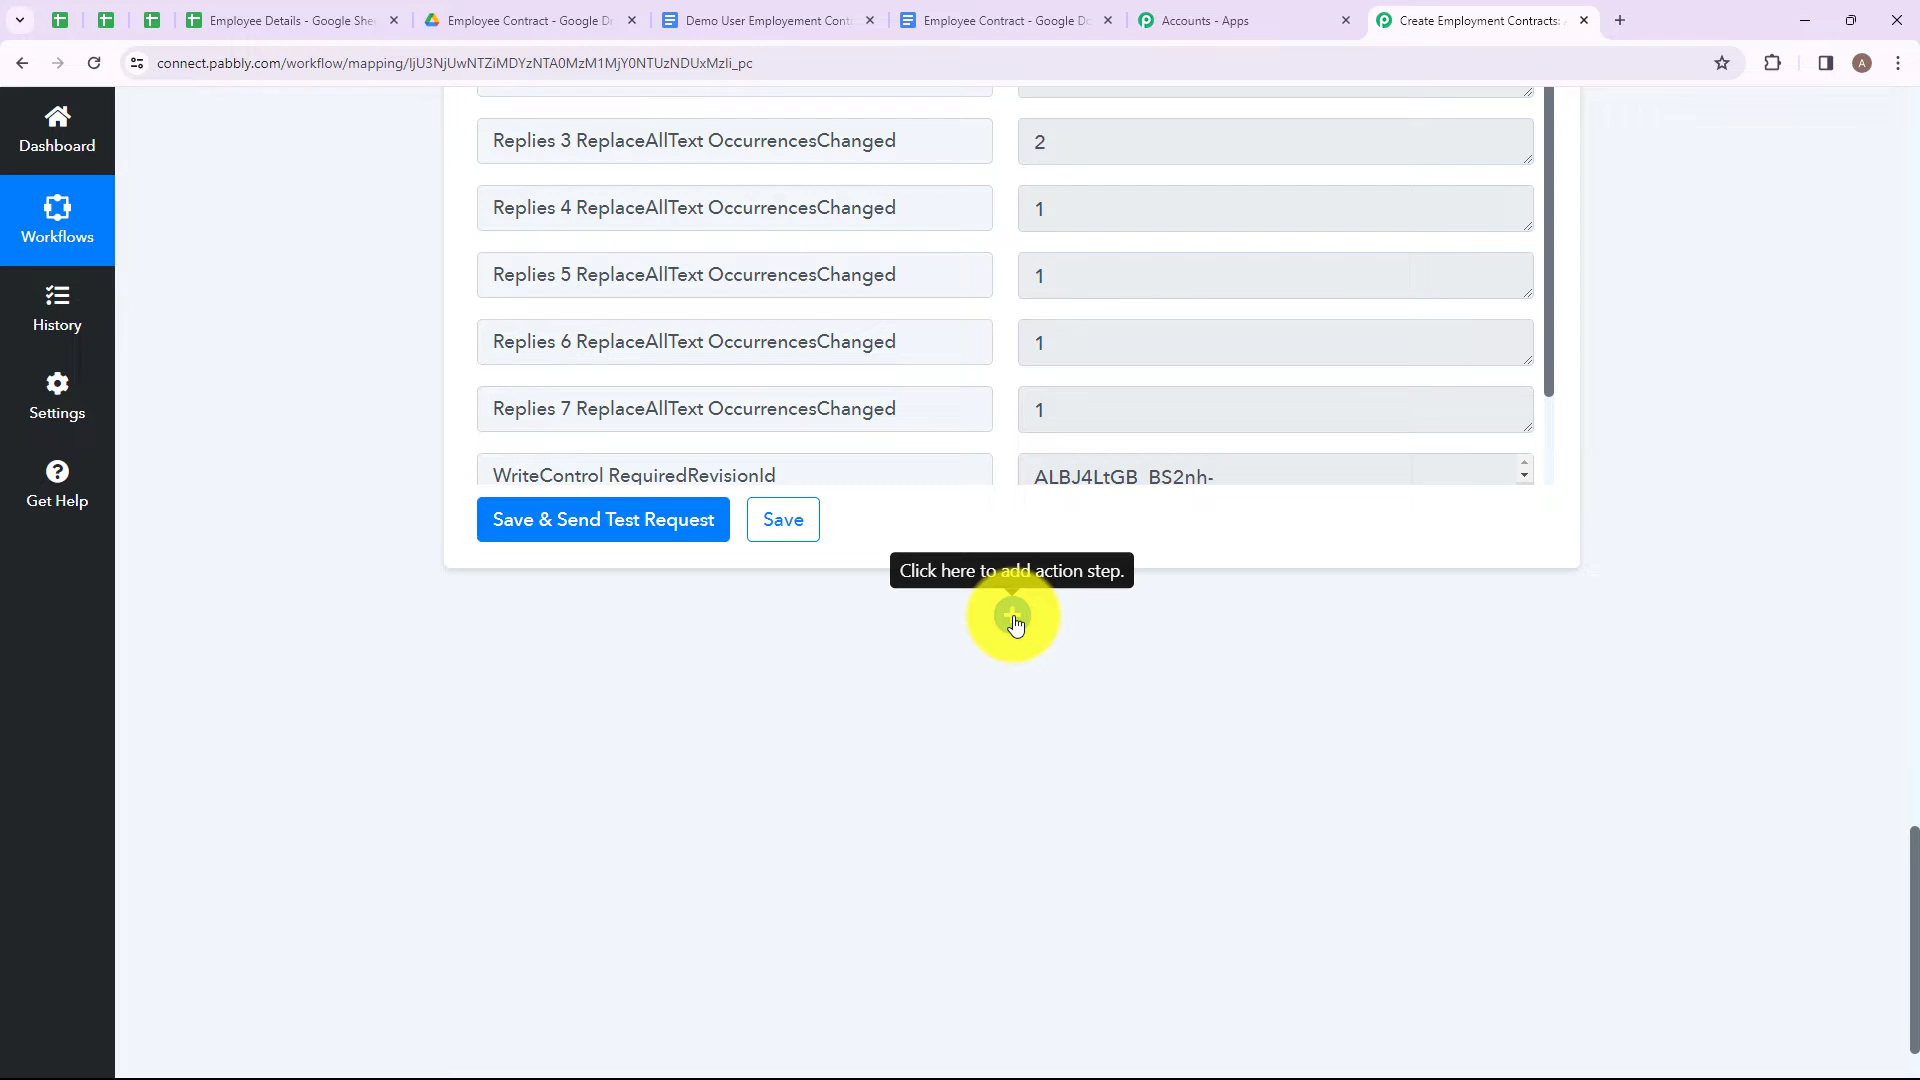 Employee Details - Google She
Employee Contract - Google Dr
Demo User Employement Cont
Employee Contract - Google Do
Accounts - Apps
Create Employment Contracts:
connect.pabbly.com/workflow/mapping/IjU3NjUwNTZiMDYzNTA0MzM1MjY0NTUzNDUxMzIi_pc
A
Dashboard
Workflows
History
Settings
Get Help
Replies 3 ReplaceAllText OccurrencesChanged
2
Replies 4 ReplaceAllText OccurrencesChanged
1
Replies 5 ReplaceAllText OccurrencesChanged
1
Replies 6 ReplaceAllText OccurrencesChanged
1
Replies 7 ReplaceAllText OccurrencesChanged
1
WriteControl RequiredRevisionId
ALBJ4LtGB_BS2nh-
Save & Send Test Request
Save
Click here to add action step.